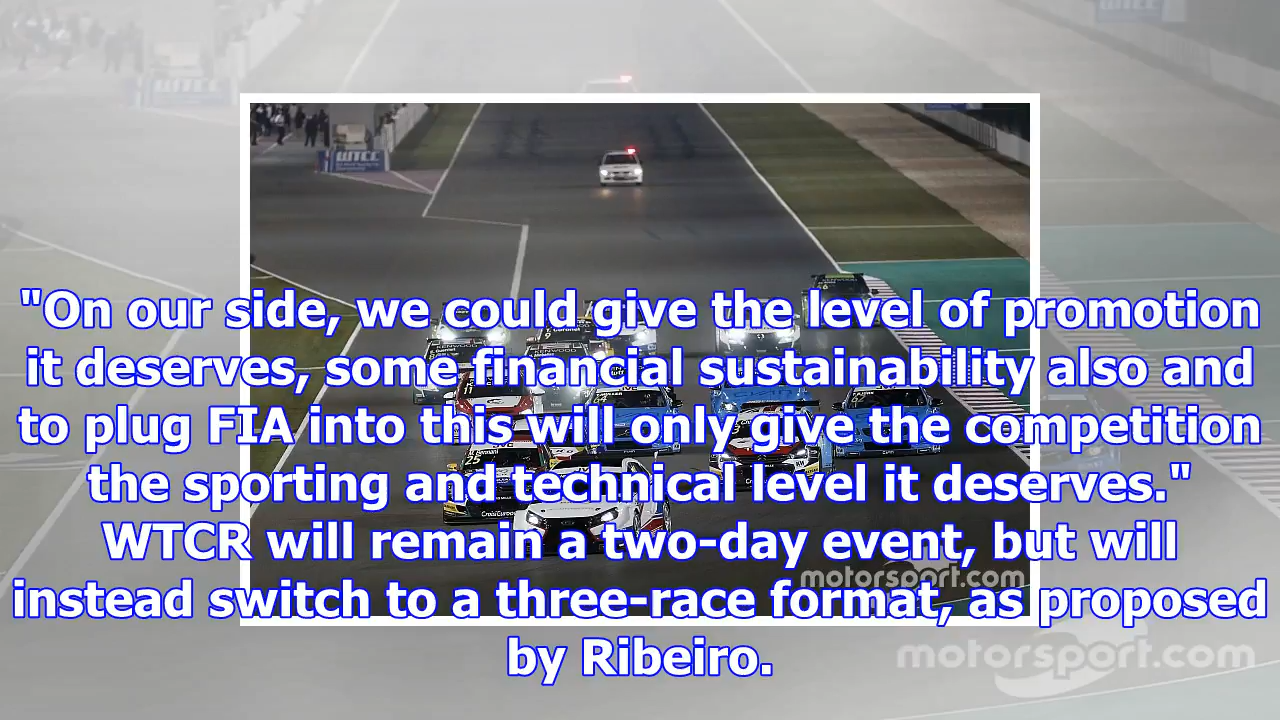 WTCC
"On our side, we could give the level of promotion
it deserves, some financial sustainability also and
to plug FIA into this will only give the competition
the sporting and technical level it deserves."
WTCR will remain a two-day event, but will
instead switch to a three-race format, as proposed
by Ribeiro.
motorsport.com
motorsport.com